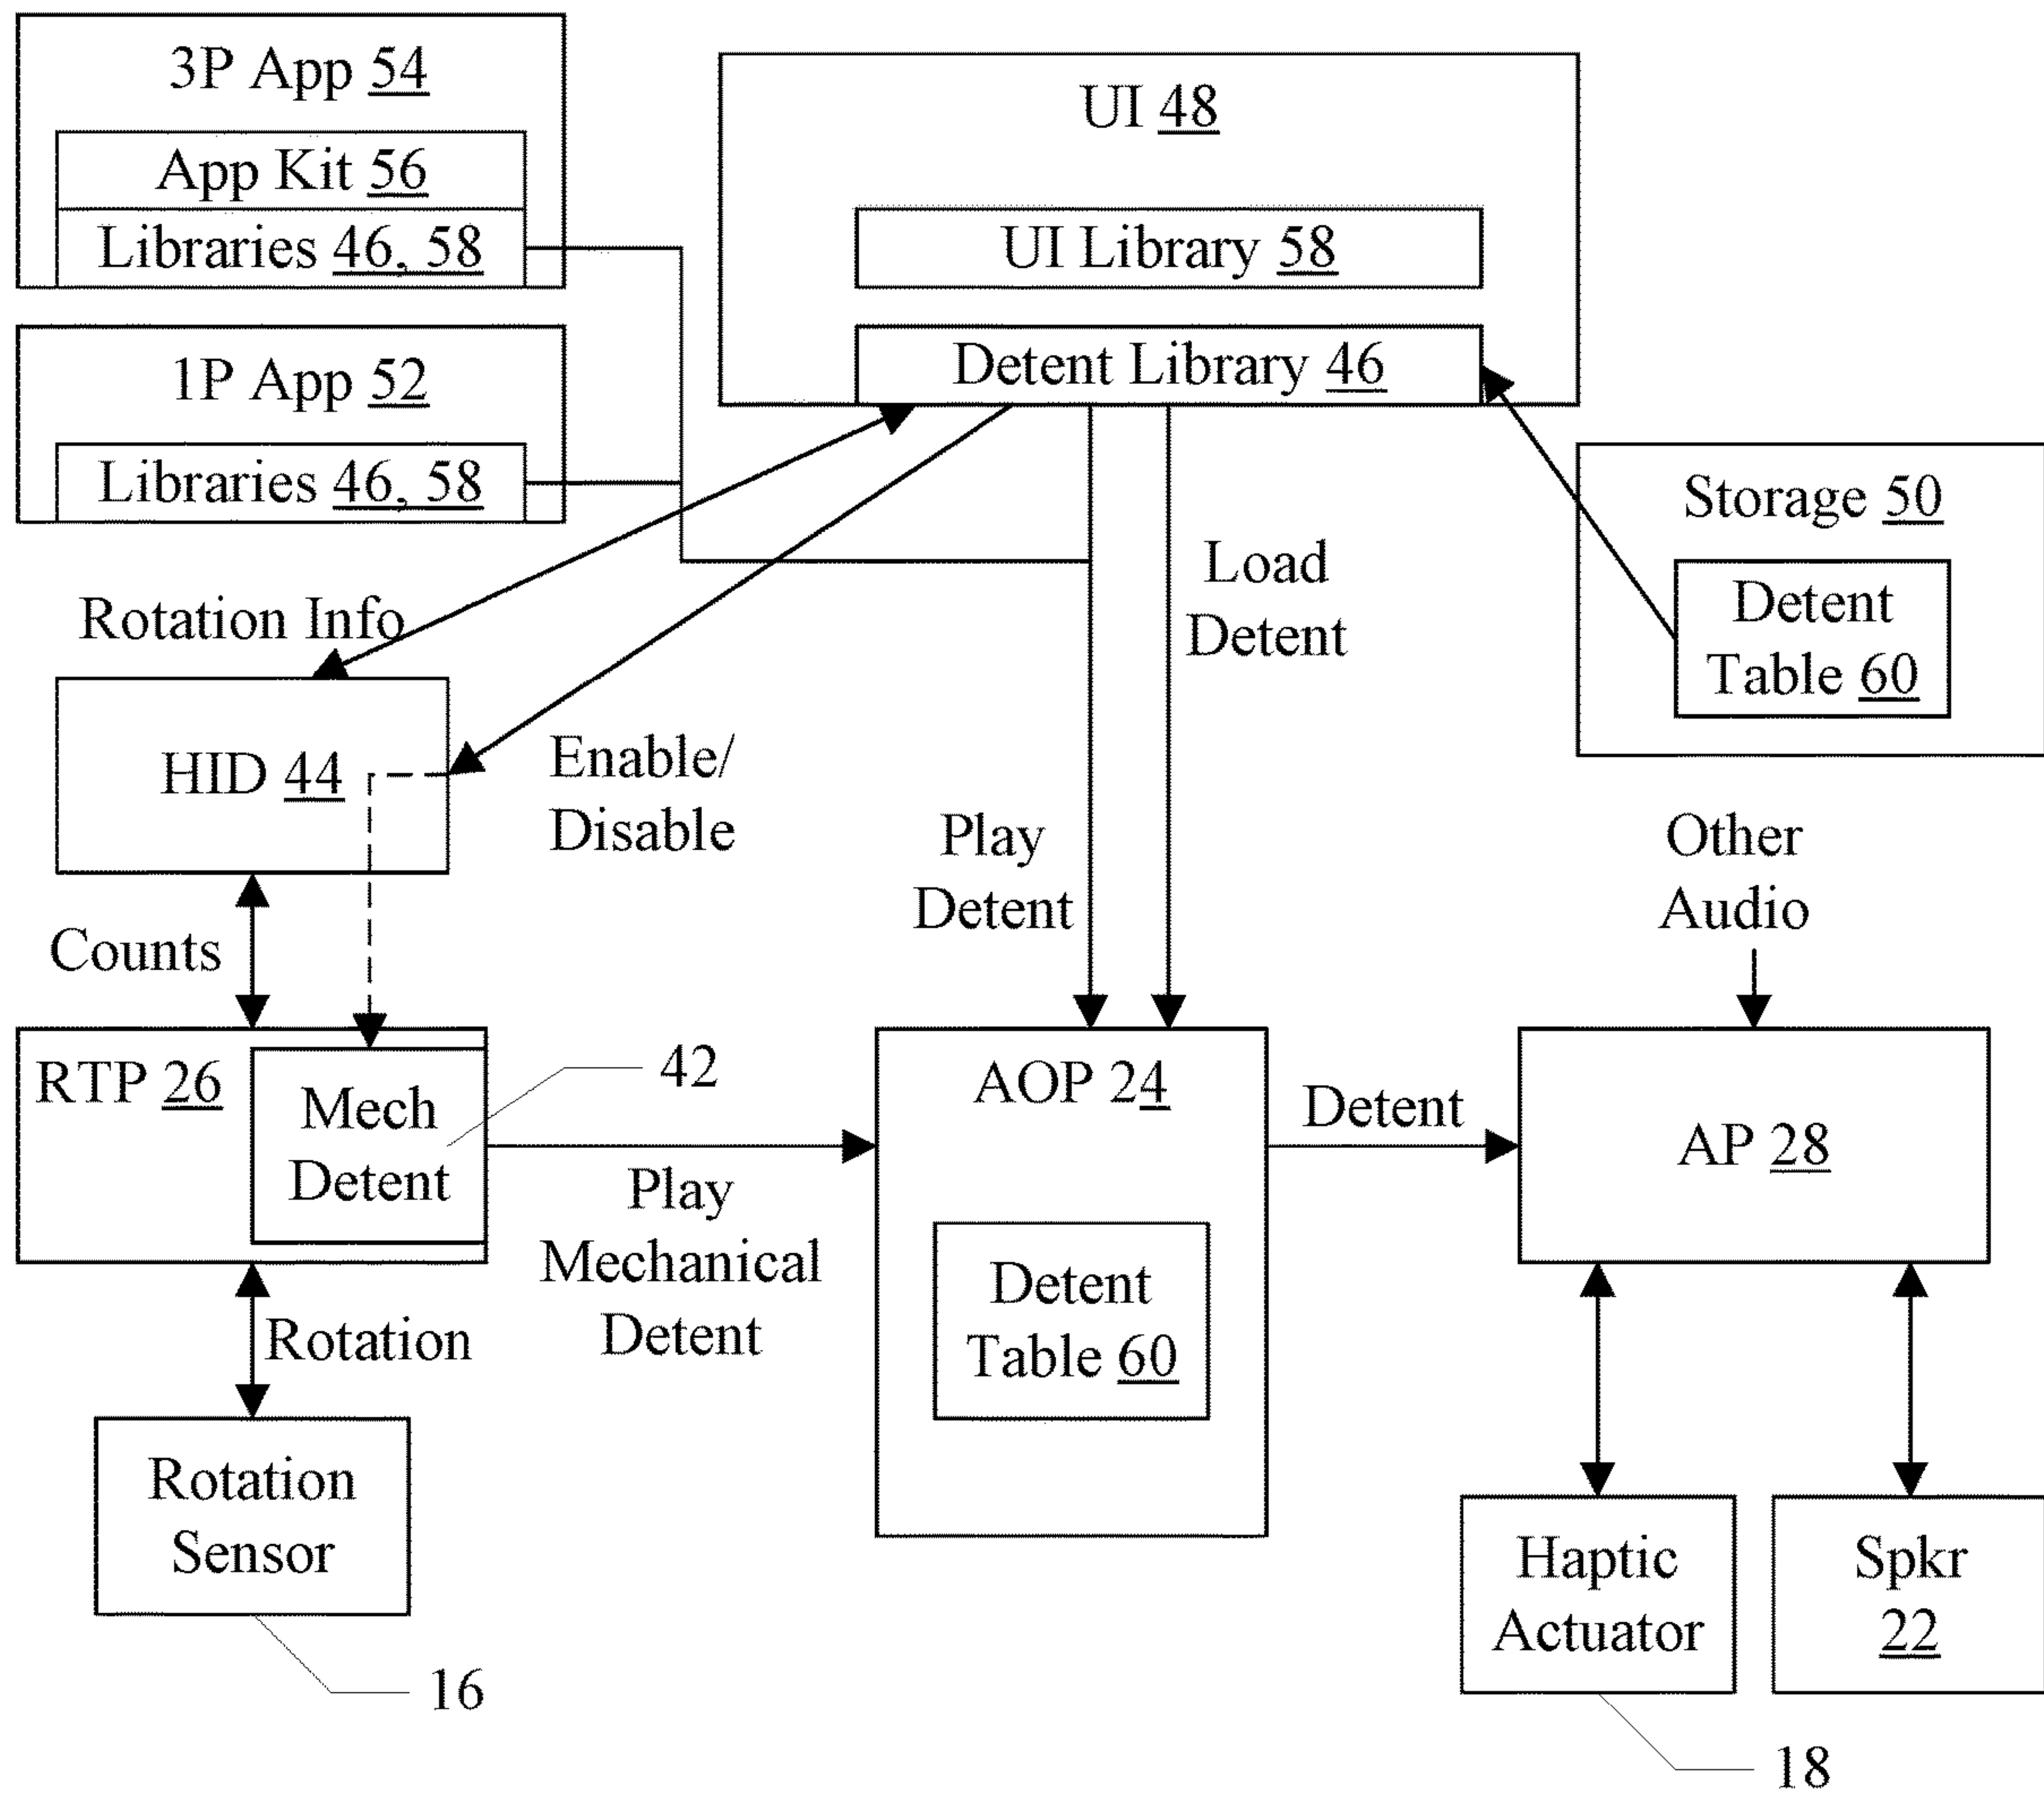 3P App 54
App Kit 56
Libraries 46, 58
1P App 52
Libraries 46, 58
UI 48
UI Library 58
Detent Library 46
Storage 50
Detent
Table 60
Load
Detent
Rotation Info
HID 44
Enable/
Disable
Play
Detent
Other
Audio
Counts
RTP 26
Mech
Detent
42
Play
Mechanical
Detent
AOP 24
Detent
Table 60
Detent
AP 28
Rotation
Rotation
Sensor
16
Haptic
Actuator
18
Spkr
22